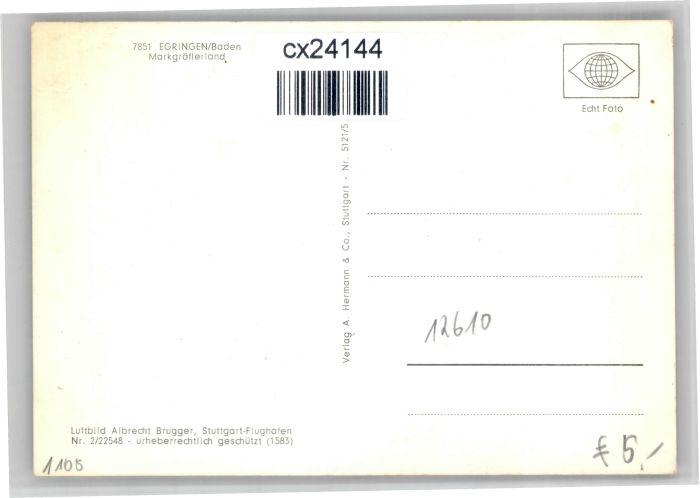 7851 EGRINGEN/Baden
Markgräflerland
cx24144
Echt Foto
Verlag A. Hermann & Co., Stuttgart - Nr. 5121/5
12610
Luftbild Albrecht Brugger, Stuttgart-Flughafen
Nr. 2/22548 - urheberrechtlich geschützt (1583)
1105
€ 5,-